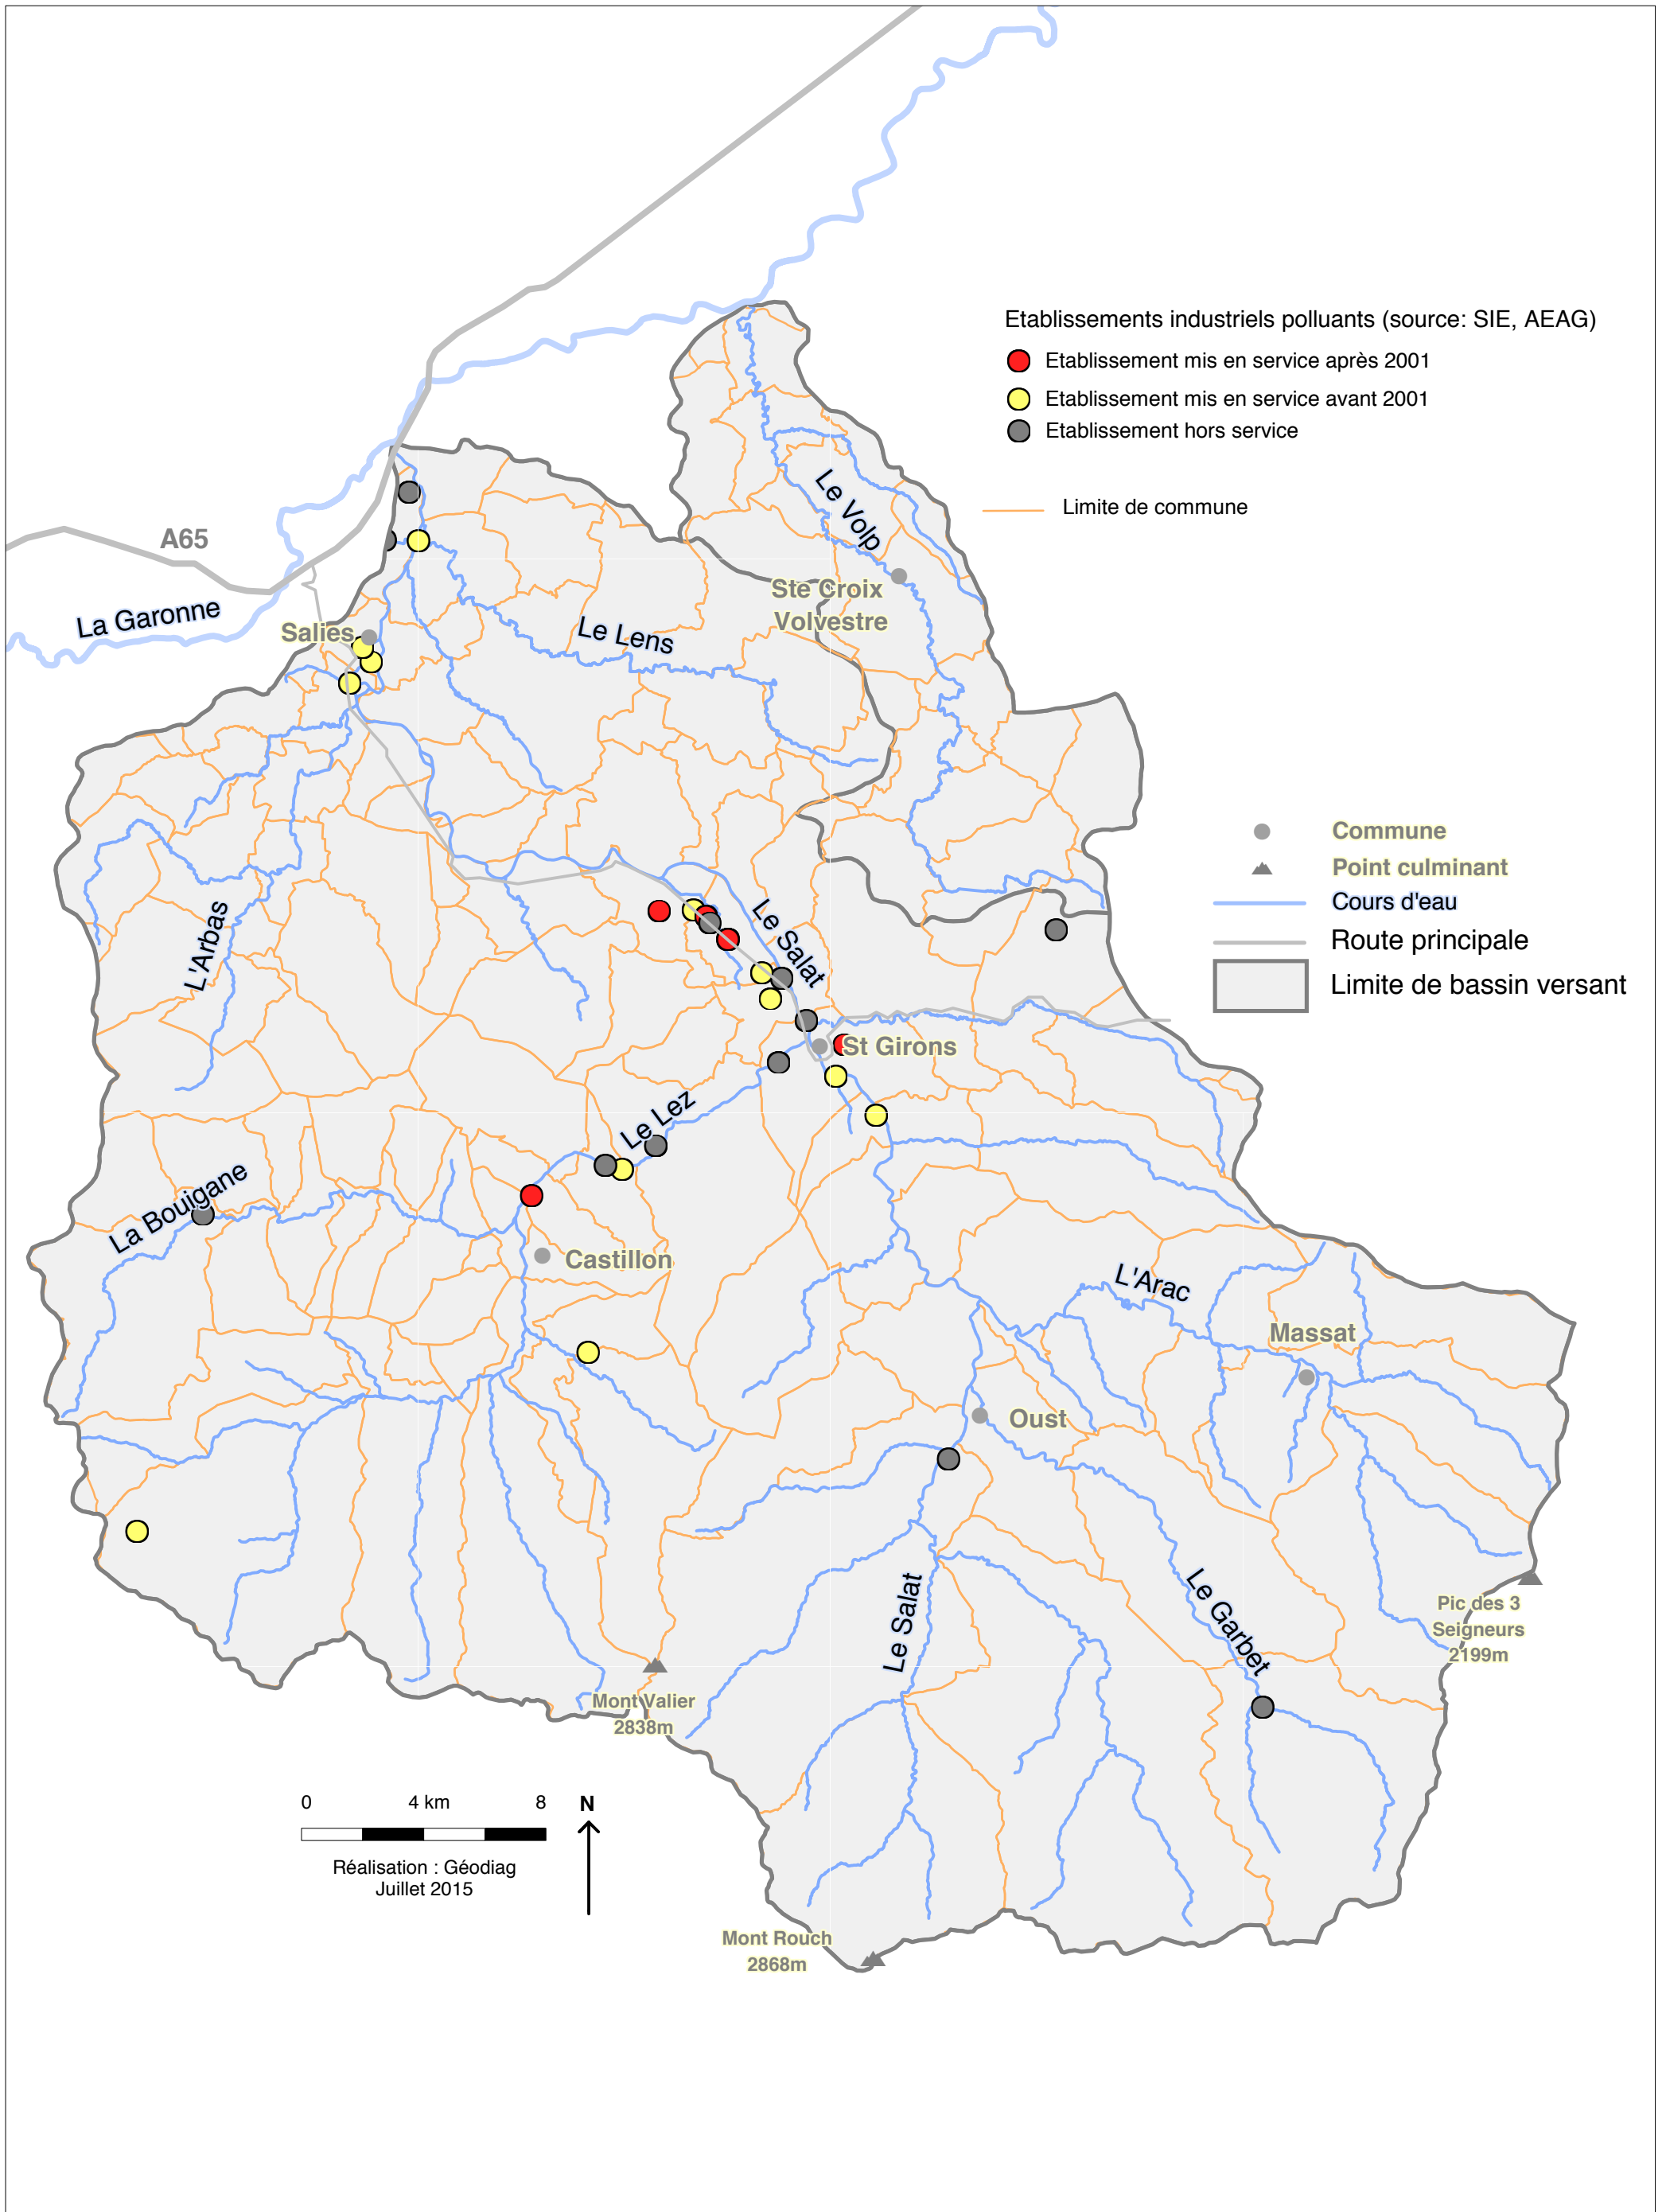 Etablissements industriels polluants (source: SIE, AEAG)
Etablissement mis en service après 2001
Etablissement mis en service avant 2001
Etablissement hors service
Limite de commune
Le Volp
A65
Ste Croix
Volvestre
La Garonne
Salies
Le Lens
Commune
Point culminant
Cours d'eau
Route principale
Limite de bassin versant
L'Arbas
Le Salat
St Girons
Le Lez
La Bouigane
Castillon
L'Arac
Massat
Oust
Le Salat
Le Garbet
Pic des 3
Seigneurs
2199m
Mont Valier
2838m
0 4 km 8
N
Réalisation : Géodiag
Juillet 2015
Mont Rouch
2868m